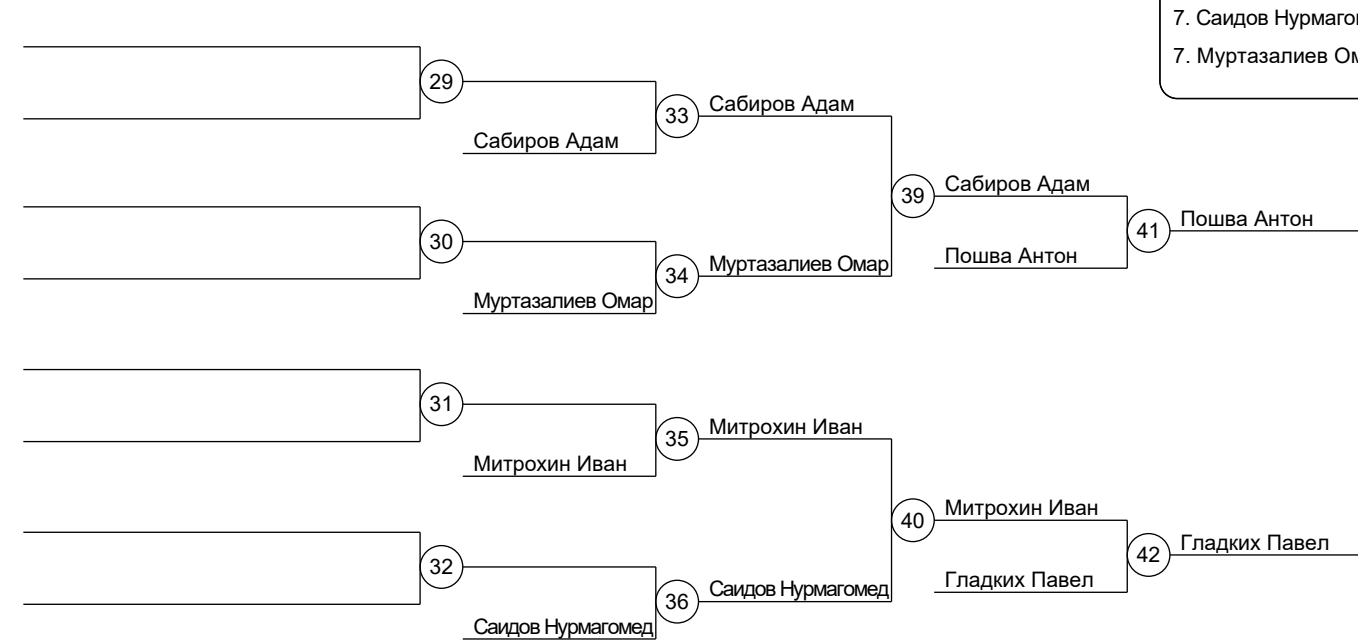 7. Саидов
7. Муртазалиев
29
33
Сабиров Адам
Сабиров Адам
39
Сабиров Адам
41
Пошва Антон
30
34
Муртазалиев Омар
Пошва Антон
Муртазалиев Омар
31
35
Митрохин Иван
Митрохин Иван
40
Митрохин Иван
42
Гладких Павел
32
36
Саидов Нурмагомед
Гладких Павел
Саидов Нурмагомед